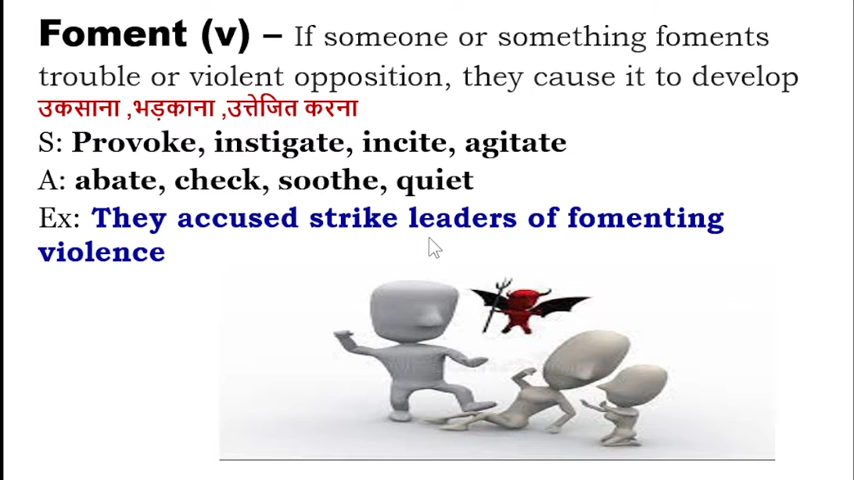 Foment (v) – If someone or something foments
trouble or violent opposition, they cause it to develop
उकसाना ,भड़काना ,उत्तेजित करना
S: Provoke, instigate, incite, agitate
A: abate, check, soothe, quiet
Ex: They accused strike leaders of fomenting
violence